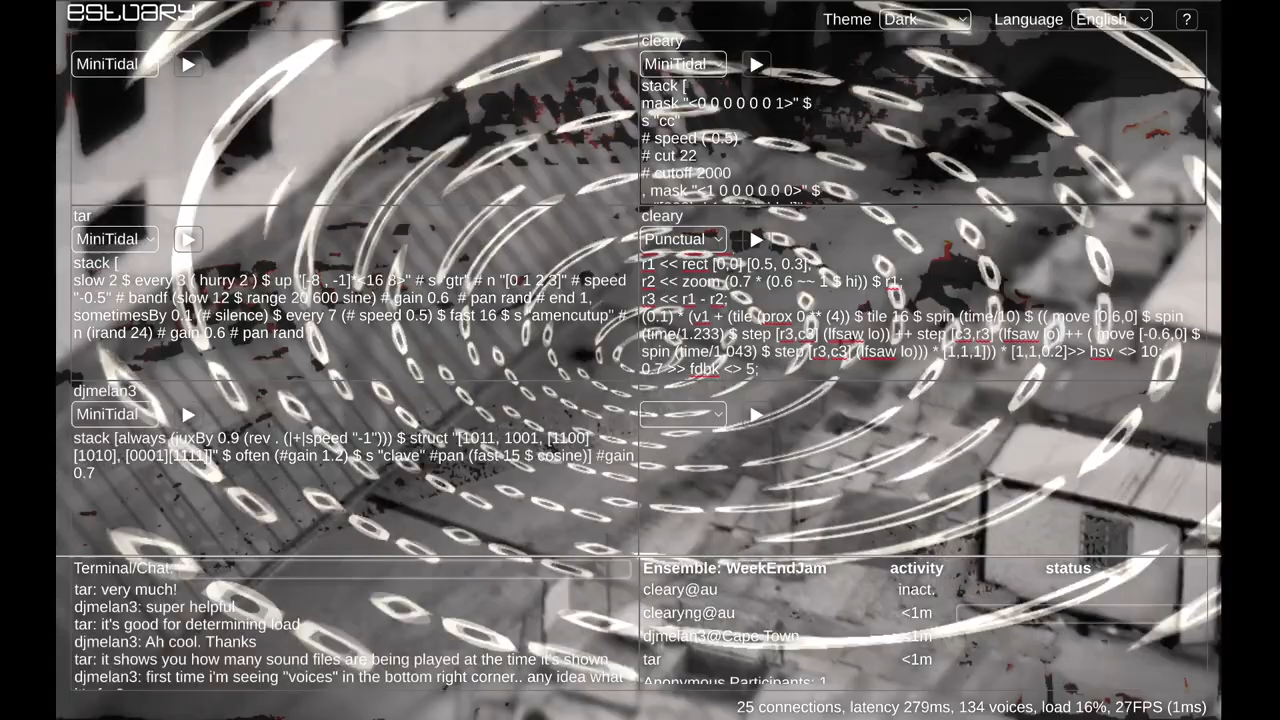 ESTUARY
Theme Dark Language English ?
MiniTidal
cleary
MiniTidal
stack [
mask "<0 0 0 0 0 0 1>" $
s "cc"
# speed (-0.5)
# cut 22
# cutoff 2000
, mask "<1 0 0 0 0 0 0>" $
tar
MiniTidal
stack [
slow 2 $ every 3 ( hurry 2 ) $ up "[-8 , -1]*<16 8>" # s "gtr" # n "[0 1 2 3]" # speed
"-0.5" # bandf (slow 12 $ range 20 600 sine) # gain 0.6 # pan rand # end 1,
sometimesBy 0.1 (# silence) $ every 7 (# speed 0.5) $ fast 16 $ s "amencutup" #
n (irand 24) # gain 0.6 # pan rand ]
cleary
Punctual
r1 << rect [0,0] [0.5, 0.3];
r2 << zoom (0.7 * (0.6 ~~ 1 $ hi)) $ r1;
r3 << r1 - r2;
(0.1) * (v1 + (tile (prox 0 ** (4)) $ tile 16 $ spin (time/10) $ (( move [0.6,0] $ spin
(time/1.233) $ step [r3,c3] (lfsaw lo)) ++ step [c3,r3] (lfsaw lo) ++ ( move [-0.6,0] $
spin (time/1.043) $ step [r3,c3] (lfsaw lo))) * [1,1,1])) * [1,1,0.2]>> hsv <> 10;
0.7 >> fdbk <> 5;
djmelan3
MiniTidal
stack [always (juxBy 0.9 (rev . (|+|speed "-1"))) $ struct "[1011, 1001, [1100]
[1010], [0001][1111]]" $ often (#gain 1.2) $ s "clave" #pan (fast 15 $ cosine)] #gain
0.7
Terminal/Chat:
tar: very much!
djmelan3: super helpful
tar: it's good for determining load
djmelan3: Ah cool. Thanks
tar: it shows you how many sound files are being played at the time it's shown
djmelan3: first time i'm seeing "voices" in the bottom right corner.. any idea what
Ensemble: WeekEndJam activity status
cleary@au inact.
clearyng@au <1m
djmelan3@Cape Town <1m
tar <1m
Anonymous Participants: 1
25 connections, latency 279ms, 134 voices, load 16%, 27FPS (1ms)